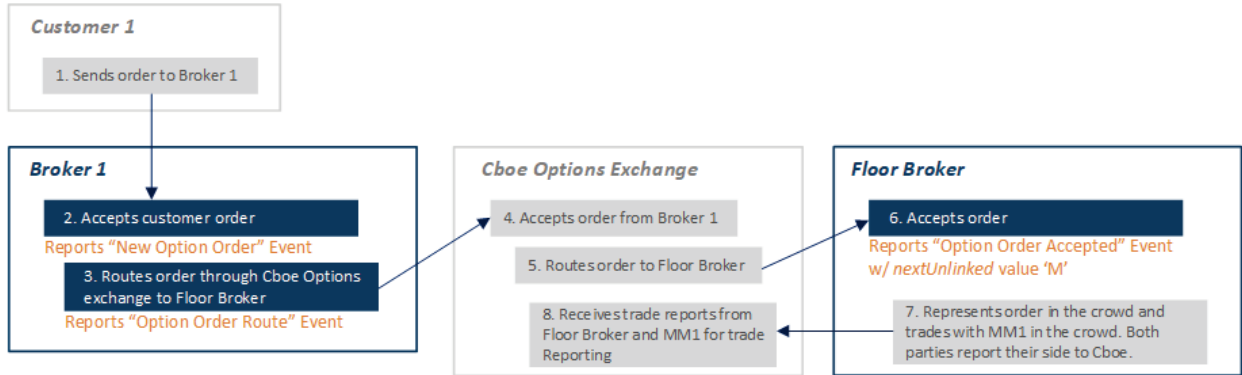 Customer 1
1. Sends order to Broker 1
Broker 1
2. Accepts customer order
Reports “New Option Order” Event
3. Routes order through Cboe Options
exchange to Floor Broker
Reports “Option Order Route” Event
Cboe Options Exchange
4. Accepts order from Broker 1
5. Routes order to Floor Broker
8. Receives trade reports from
Floor Broker and MM1 for trade
Reporting
Floor Broker
6. Accepts order
Reports “Option Order Accepted” Event
w/ nextUnlinked value ‘M’
7. Represents order in the crowd and
trades with MM1 in the crowd. Both
parties report their side to Cboe.